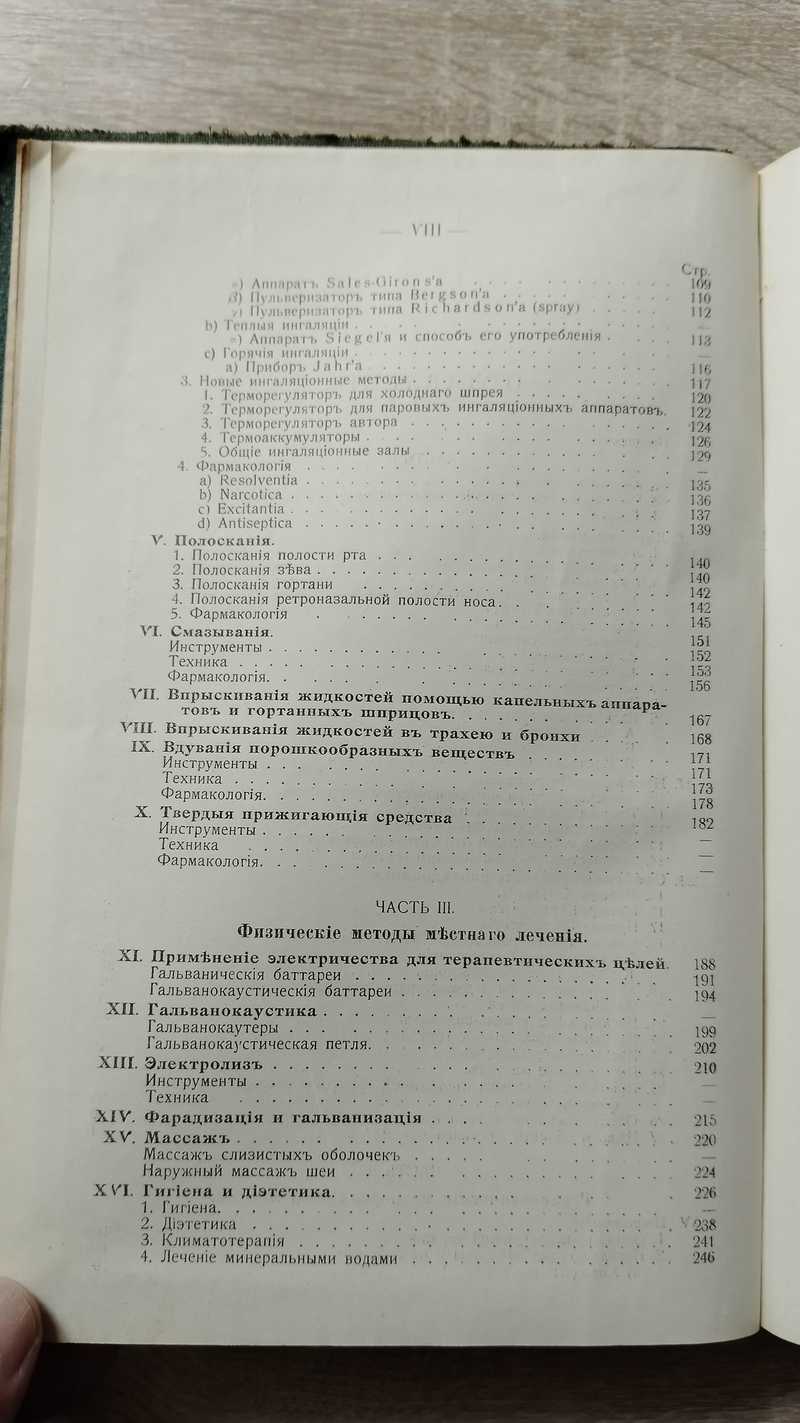 — VIII —
Стр.
α) Аппаратъ Sales-Giron's'a . . . 109
β) Пульверизаторъ типа Bergson'a . . . 110
γ) Пульверизаторъ типа Richardson'a (spray) . . . 112
b) Теплыя ингаляціи . . .
α) Аппаратъ Siegel'я и способъ его употребленія . . . 113
c) Горячія ингаляціи . . . —
a) Приборъ Jahr'a . . . 116
3. Новые ингаляціонные методы . . . 117
1. Терморегуляторъ для холоднаго шпрея . . . 120
2. Терморегуляторъ для паровыхъ ингаляціонныхъ аппаратовъ. 122
3. Терморегуляторъ автора . . . 124
4. Термоаккумуляторы . . . 126
5. Общіе ингаляціонные залы . . . 129
4. Фармакологія . . . —
a) Resolventia . . . 135
b) Narcotica . . . 136
c) Excitantia . . . 137
d) Antiseptica . . . 139
V. Полосканія.
1. Полосканія полости рта . . . 140
2. Полосканія зѣва . . . 140
3. Полосканія гортани . . . 142
4. Полосканія ретроназальной полости носа . . . 142
5. Фармакологія . . . 145
VI. Смазыванія.
Инструменты . . . 151
Техника . . . 152
Фармакологія . . . 153
156
VII. Впрыскиванія жидкостей помощью капельныхъ аппара-
товъ и гортанныхъ шприцовъ . . . 167
VIII. Впрыскиванія жидкостей въ трахею и бронхи . . . 168
IX. Вдуванія порошкообразныхъ веществъ . . . 171
Инструменты . . . 171
Техника . . . 173
Фармакологія . . . 178
X. Твердыя прижигающія средства . . . 182
Инструменты . . . —
Техника . . . —
Фармакологія . . . —
ЧАСТЬ III.
Физическіе методы мѣстнаго леченія.
XI. Примѣненіе электричества для терапевтическихъ цѣлей. 188
Гальваническія баттареи . . . 191
Гальванокаустическія баттареи . . . 194
XII. Гальванокаустика . . . —
Гальванокаутеры . . . 199
Гальванокаустическая петля . . . 202
XIII. Электролизъ . . . 210
Инструменты . . . —
Техника . . . —
XIV. Фарадизація и гальванизація . . . 215
XV. Массажъ . . . 220
Массажъ слизистыхъ оболочекъ . . . —
Наружный массажъ шеи . . . 224
XVI. Гигіена и діэтетика . . . 226
1. Гигіена . . . —
2. Діэтетика . . . 238
3. Климатотерапія . . . 241
4. Леченіе минеральными водами . . . 246